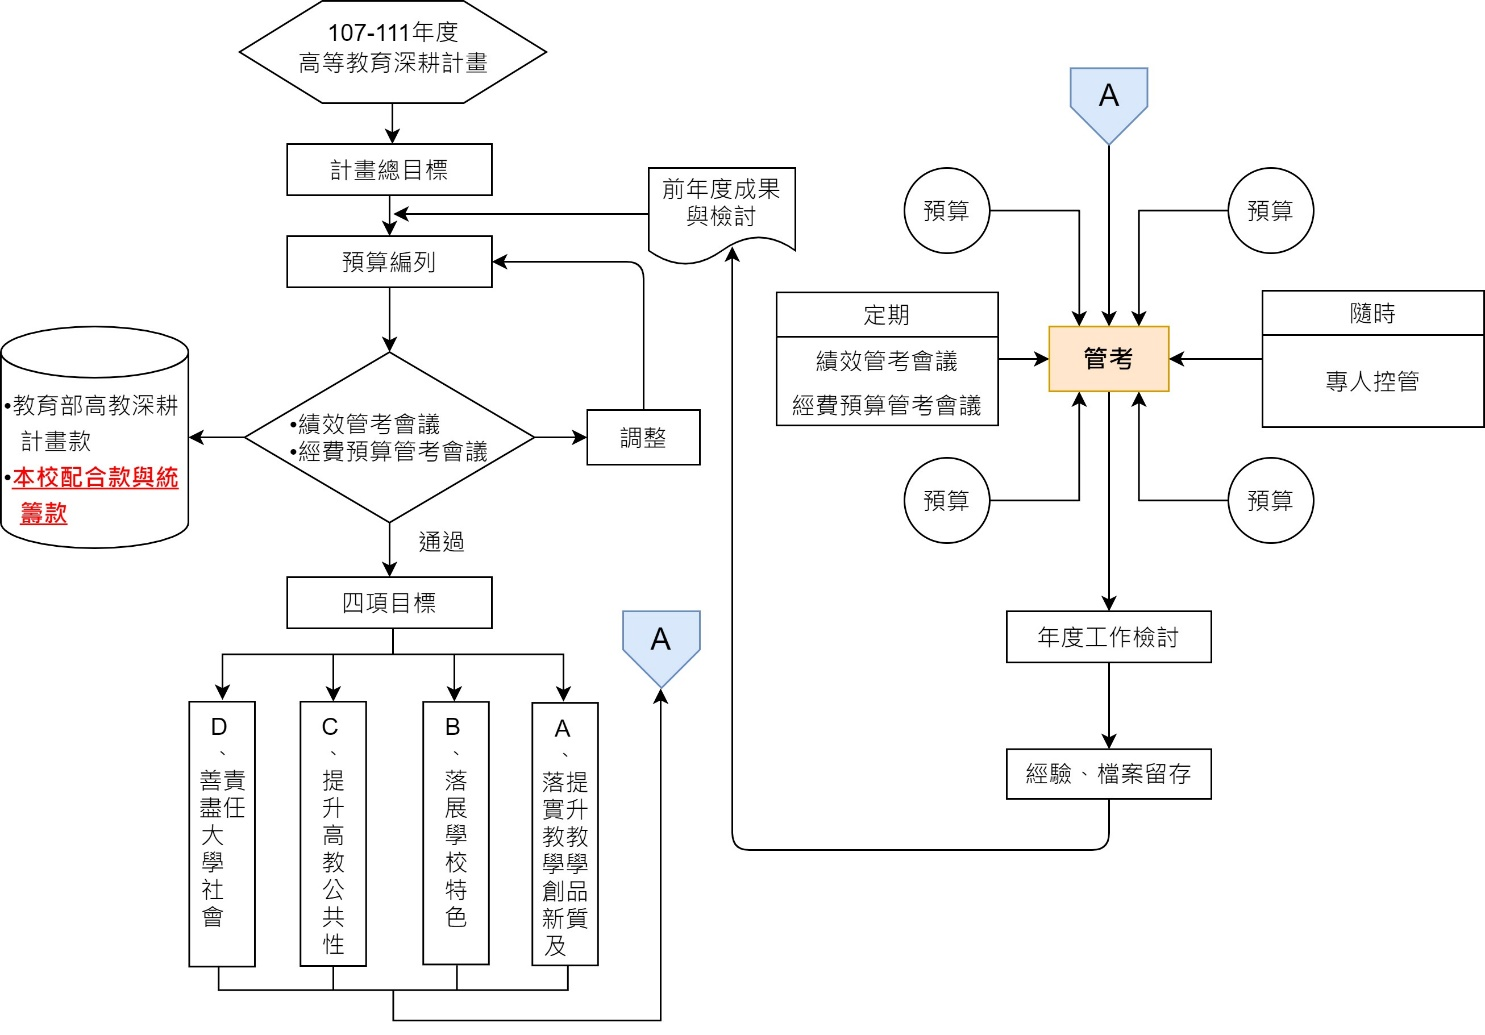 107-111年度
高等教育深耕計畫
計畫總目標
前年度成果
與檢討
預算編列
•教育部高教深耕
計畫款
•本校配合款與統
籌款
•績效管考會議
•經費預算管考會議
調整
通過
四項目標
D、善盡大學社會
責任
C、提升高教公共性
B、落展學校特色
A、落實教學創新及
提升教學品質
A
A
預算
預算
定期
績效管考會議
經費預算管考會議
管考
隨時
專人控管
預算
預算
年度工作檢討
經驗、檔案留存